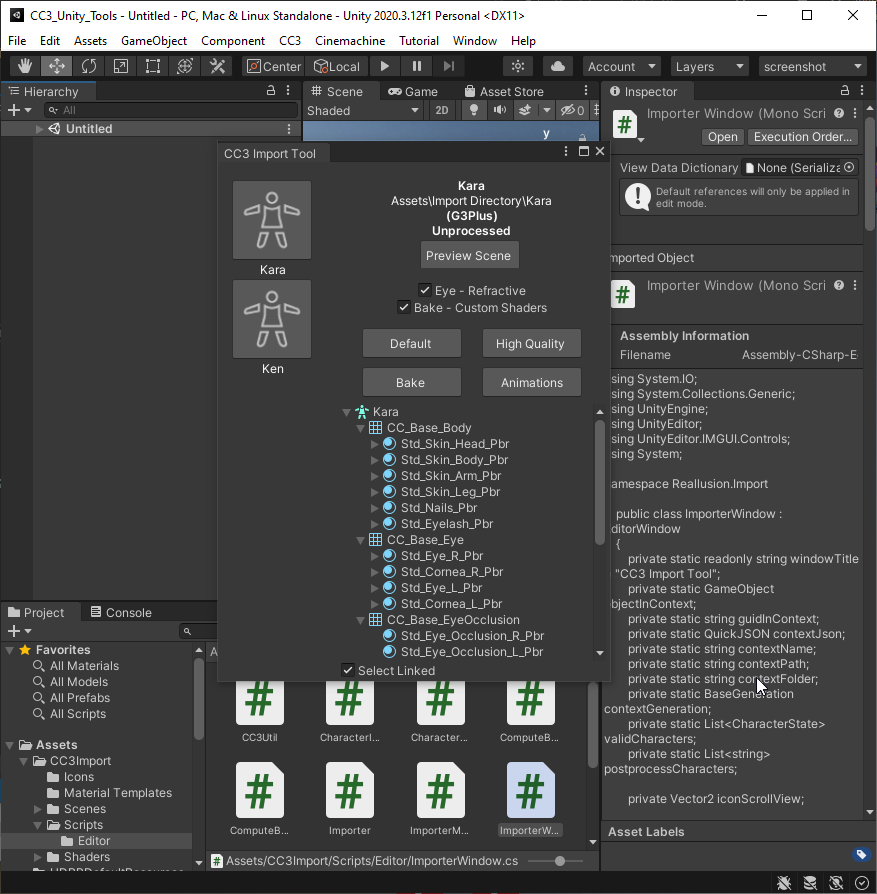 CC3_Unity_Tools - Untitled - PC, Mac & Linux Standalone - Unity 2020.3.12f1 Personal <DX11>
File Edit Assets GameObject Component CC3 Cinemachine Tutorial Window Help
Center Local Account Layers screenshot
Hierarchy
All
Untitled
Scene Game Asset Store
Shaded 2D 0
y
CC3 Import Tool
Kara
Ken
Kara
Assets\Import Directory\Kara
(G3Plus)
Unprocessed
Preview Scene
Eye - Refractive
Bake - Custom Shaders
Default High Quality
Bake Animations
Kara
CC_Base_Body
Std_Skin_Head_Pbr
Std_Skin_Body_Pbr
Std_Skin_Arm_Pbr
Std_Skin_Leg_Pbr
Std_Nails_Pbr
Std_Eyelash_Pbr
CC_Base_Eye
Std_Eye_R_Pbr
Std_Cornea_R_Pbr
Std_Eye_L_Pbr
Std_Cornea_L_Pbr
CC_Base_EyeOcclusion
Std_Eye_Occlusion_R_Pbr
Std_Eye_Occlusion_L_Pbr
Select Linked
Inspector
Importer Window (Mono Scri
Open Execution Order...
View Data Dictionary None (Serializa
Default references will only be applied in
edit mode.
mported Object
Importer Window (Mono Scri
Assembly Information
Filename Assembly-CSharp-E
sing System.IO;
sing System.Collections.Generic;
sing UnityEngine;
sing UnityEditor;
sing UnityEditor.IMGUI.Controls;
sing System;
amespace Reallusion.Import
public class ImporterWindow :
ditorWindow
{
private static readonly string windowTitle
"CC3 Import Tool";
private static GameObject
bjectInContext;
private static string guidInContext;
private static QuickJSON contextJson;
private static string contextName;
private static string contextPath;
private static string contextFolder;
private static BaseGeneration
contextGeneration;
private static List<CharacterState>
validCharacters;
private static List<string>
postprocessCharacters;
private Vector2 iconScrollView;
Asset Labels
Project Console
Favorites
All Materials
All Models
All Prefabs
All Scripts
Assets
CC3Import
Icons
Material Templates
Scenes
Scripts
Editor
Shaders
A
CC3Util CharacterI... Character... ComputeB...
ComputeB... Importer ImporterM... ImporterW...
Assets/CC3Import/Scripts/Editor/ImporterWindow.cs